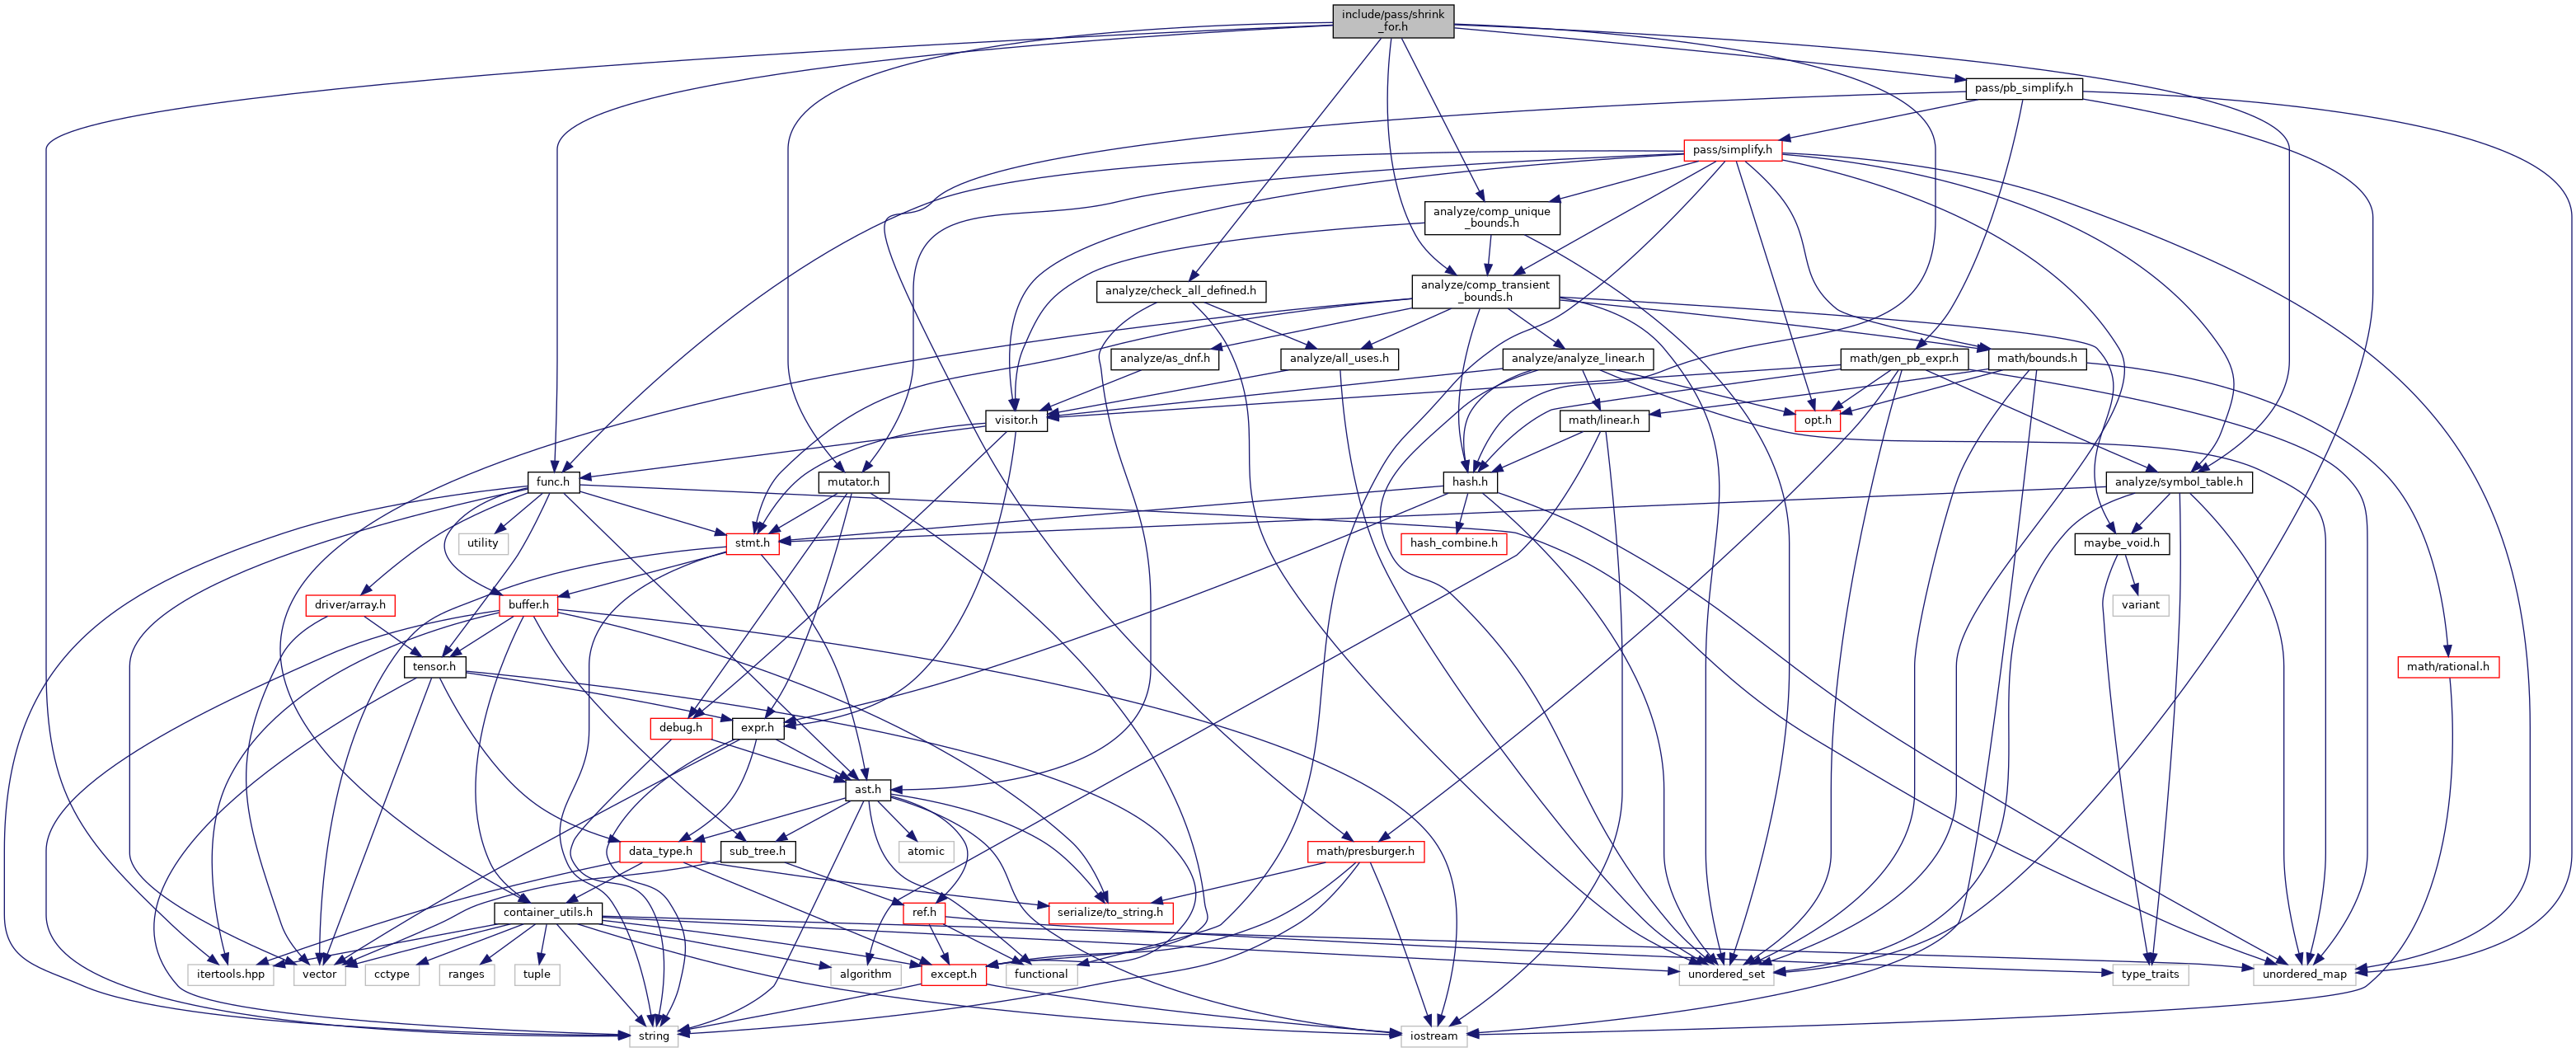 include/pass/shrink
_for.h
pass/pb_simplify.h
pass/simplify.h
analyze/comp_unique
_bounds.h
analyze/check_all_defined.h
analyze/comp_transient
_bounds.h
analyze/as_dnf.h
analyze/all_uses.h
analyze/analyze_linear.h
math/gen_pb_expr.h
math/bounds.h
visitor.h
math/linear.h
opt.h
func.h
mutator.h
hash.h
analyze/symbol_table.h
utility
stmt.h
hash_combine.h
maybe_void.h
driver/array.h
buffer.h
variant
tensor.h
math/rational.h
debug.h
expr.h
ast.h
data_type.h
sub_tree.h
atomic
math/presburger.h
container_utils.h
ref.h
serialize/to_string.h
itertools.hpp
vector
cctype
ranges
tuple
algorithm
except.h
functional
unordered_set
type_traits
unordered_map
string
iostream